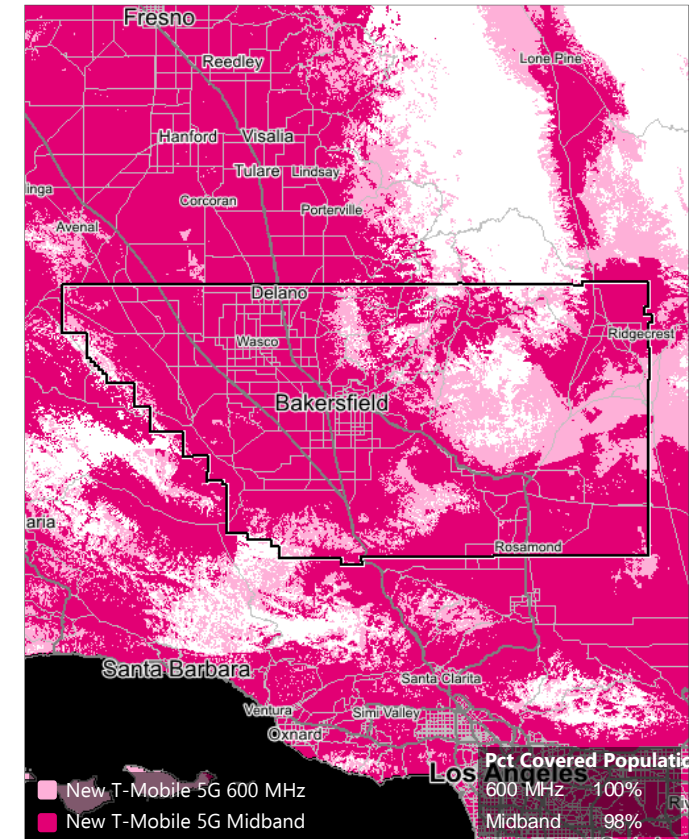 Fresno
Reedley
Lone Pine
Hanford Visalia
Tulare Lindsay
inga
Corcoran
Porterville
Avenal
Delano
Ridgecrest
Wasco
Bakersfield
aria
Rosamond
Santa Barbara
Santa Clarita
Ventura
Simi Valley
Oxnard
Los Angeles
Pct Covered Populatio
600 MHz 100%
Midband 98%
New T-Mobile 5G 600 MHz
New T-Mobile 5G Midband